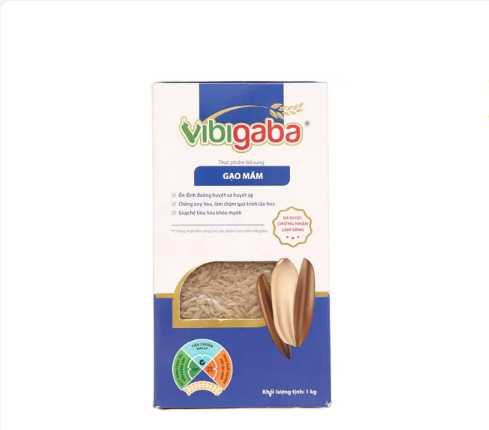 vibigaba®
Thực phẩm bổ sung
GẠO MẦM
Ổn định đường huyết và huyết áp
Chống oxy hóa, làm chậm quá trình lão hóa
Giúp hệ tiêu hóa khỏe mạnh
ĐÃ ĐƯỢC
CHỨNG NHẬN
LÂM SÀNG
TIÊU CHUẨN
Khối lượng tịnh: 1 kg